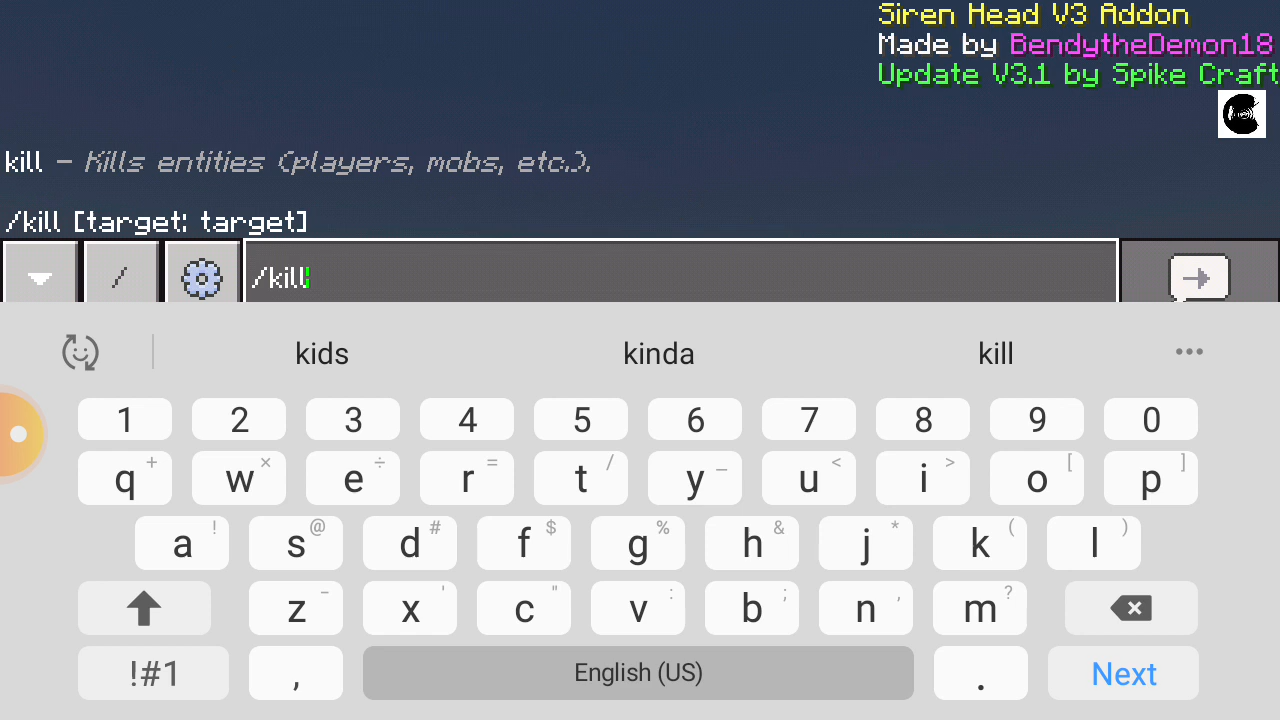 Siren Head V3 Addon
Made by BendytheDemon18
Update V3.1 by Spike Craft
kill - Kills entities (players, mobs, etc.).
/kill [target: target]
/ /kill
kids kinda kill
1 2 3 4 5 6 7 8 9 0
q + w × e ÷ r = t / y _ u < i > o [ p ]
a ! s @ d # f $ g % h & j * k ( l )
z - x ' c " v : b ; n , m ?
!#1 , English (US) . Next